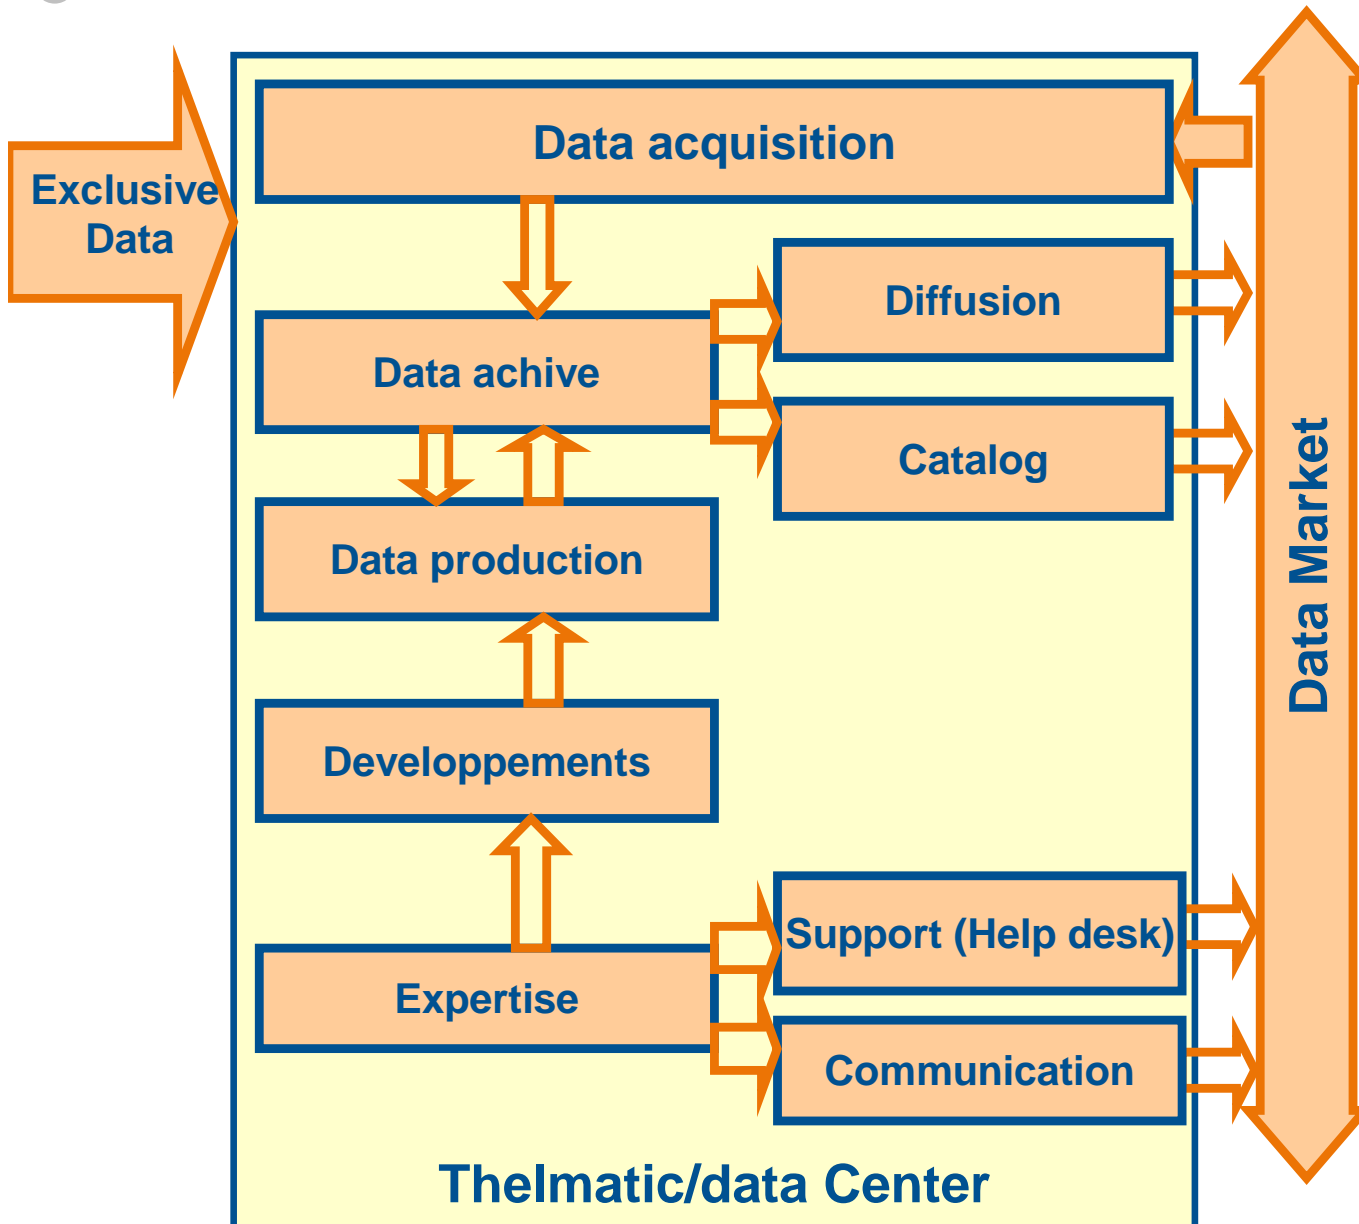 Data acquisition
Exclusive
Data
Diffusion
Data achive
Catalog
Data production
Data Market
Developpements
Support (Help desk)
Expertise
Communication
Thelmatic/data Center